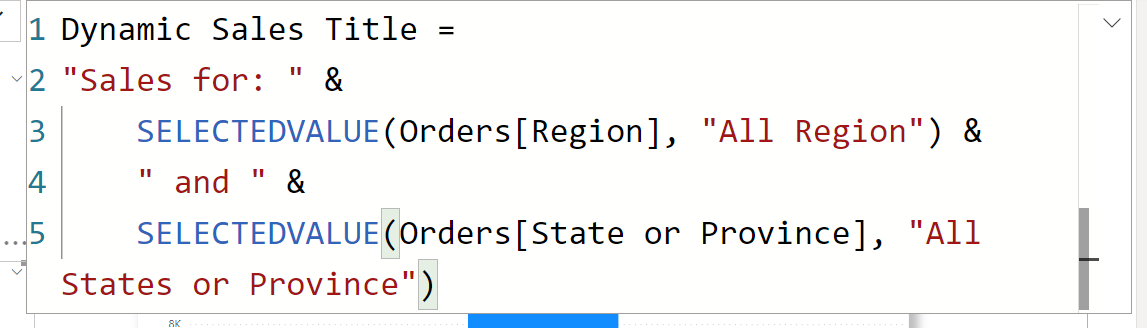 1 Dynamic Sales Title =
2 "Sales for: " &
3 SELECTEDVALUE(Orders[Region], "All Region") &
4 " and " &
5 SELECTEDVALUE(Orders[State or Province], "All
States or Province")
8K